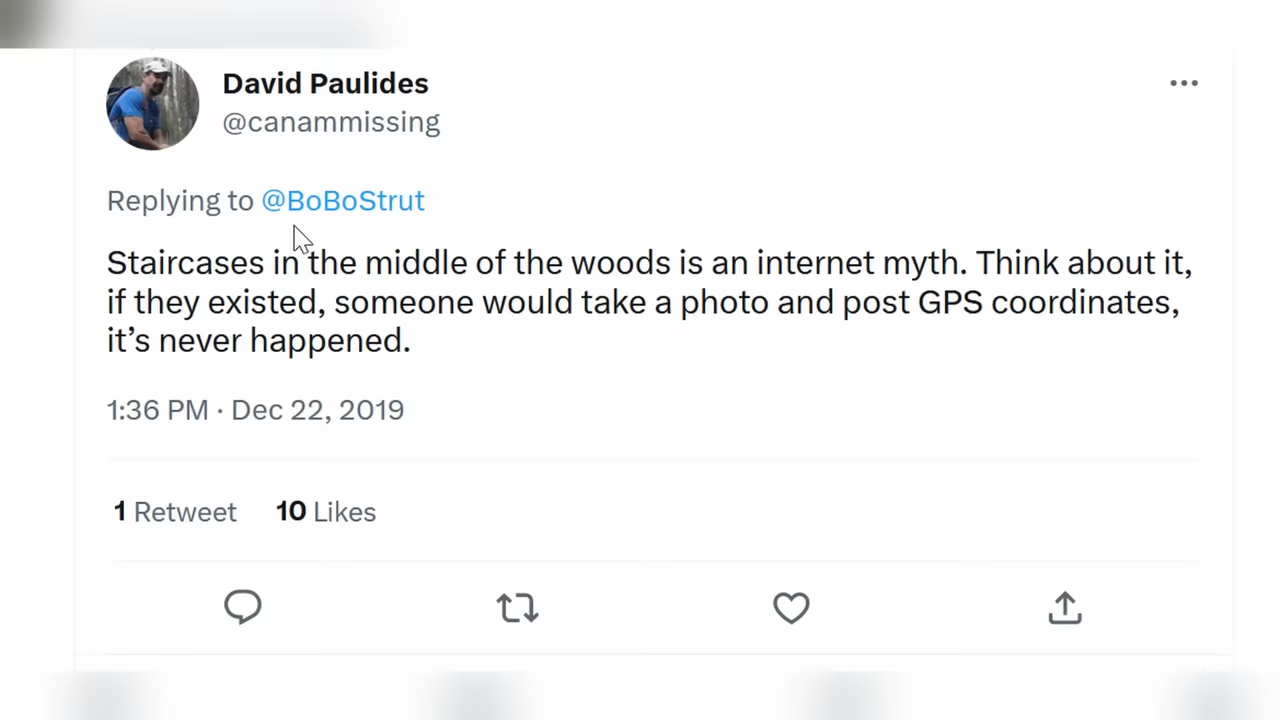 David Paulides
@canammissing
Replying to @BoBoStrut
Staircases in the middle of the woods is an internet myth. Think about it,
if they existed, someone would take a photo and post GPS coordinates,
it’s never happened.
1:36 PM · Dec 22, 2019
1 Retweet 10 Likes